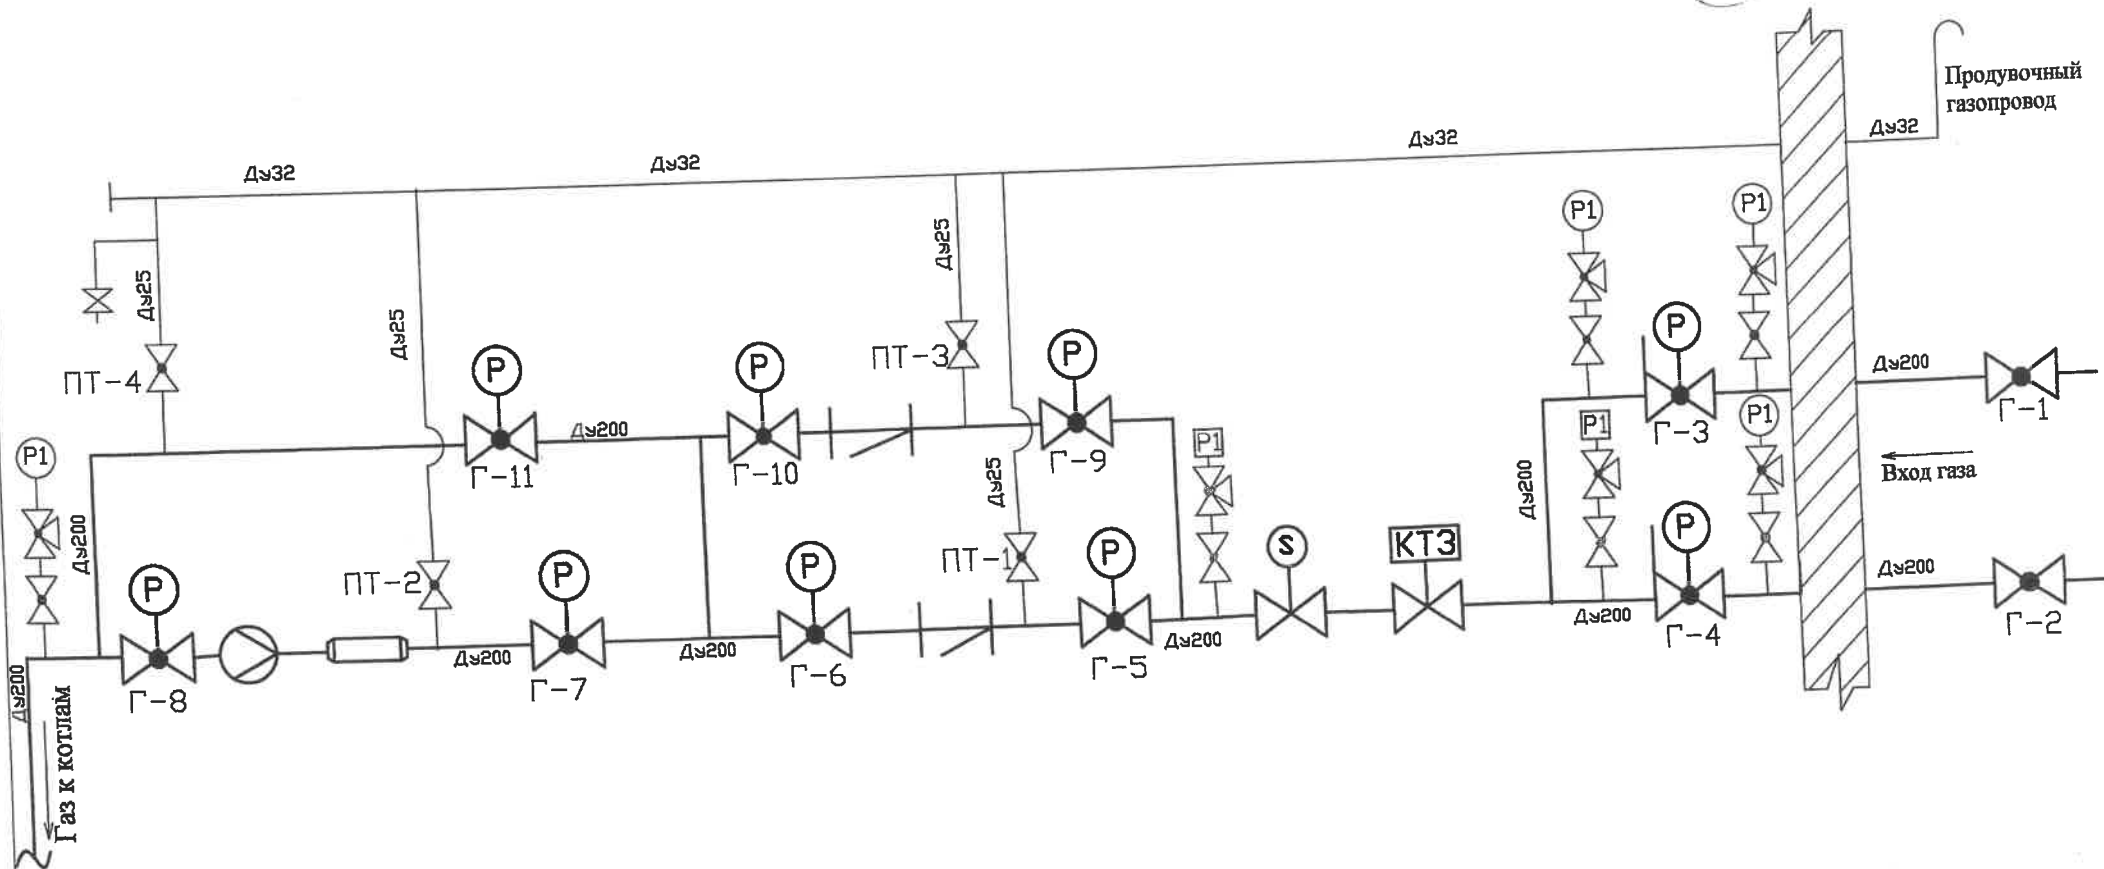 Продувочный
газопровод
Ду32
Ду32
Ду32
Ду32
P1
P1
Ду25
Ду25
Ду25
P
P
P
P
ПТ-3
ПТ-4
Ду200
Г-1
Г-3
P1
P1
P1
P1
Ду200
Г-11
Г-10
Г-9
Ду25
Ду200
Вход газа
Ду200
P
P
P
P
ПТ-1
S
КТЗ
P
ПТ-2
Ду200
Ду200
Г-2
Г-4
Ду200
Ду200
Ду200
Г-5
Г-6
Г-7
Г-8
Ду200
Газ к котлам